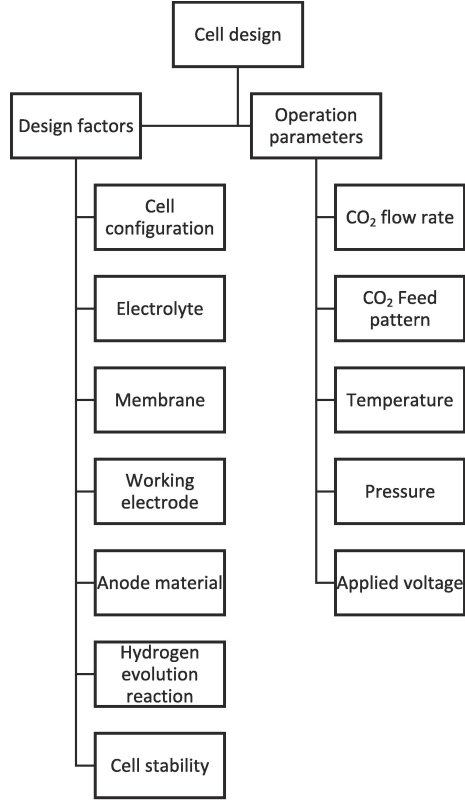 Cell design
Design factors
Operation
parameters
Cell
configuration
Electrolyte
Membrane
Working
electrode
Anode material
Hydrogen
evolution
reaction
Cell stability
CO₂ flow rate
CO₂ Feed
pattern
Temperature
Pressure
Applied voltage